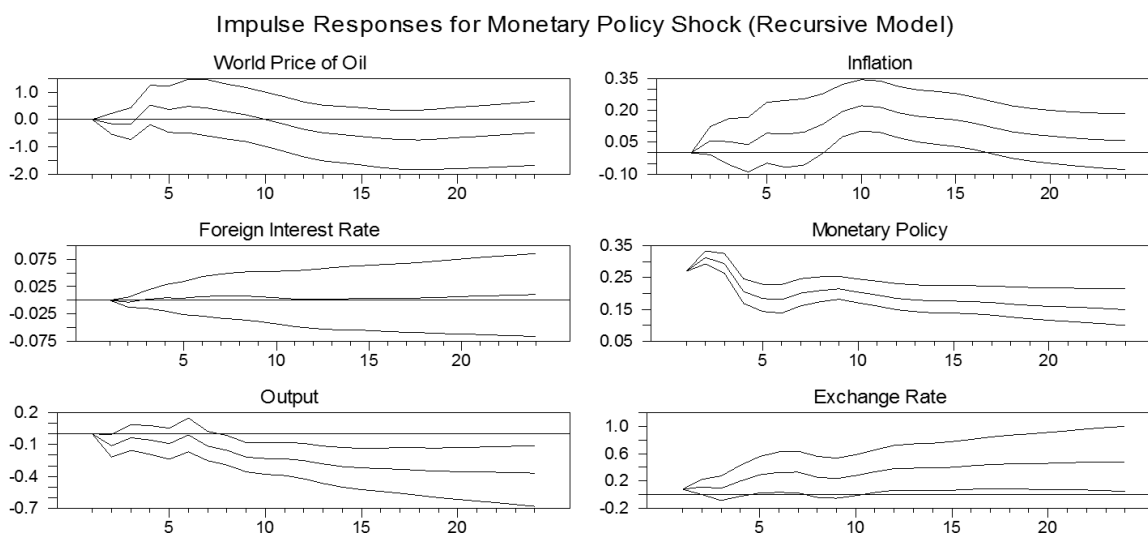 Impulse Responses for Monetary Policy Shock (Recursive Model)
World Price of Oil
1.0
0.0
-1.0
-2.0
5 10 15 20
Inflation
0.35
0.20
0.05
-0.10
5 10 15 20
Foreign Interest Rate
0.075
0.025
-0.025
-0.075
5 10 15 20
Monetary Policy
0.35
0.25
0.15
0.05
5 10 15 20
Output
0.2
-0.1
-0.4
-0.7
5 10 15 20
Exchange Rate
1.0
0.6
0.2
-0.2
5 10 15 20